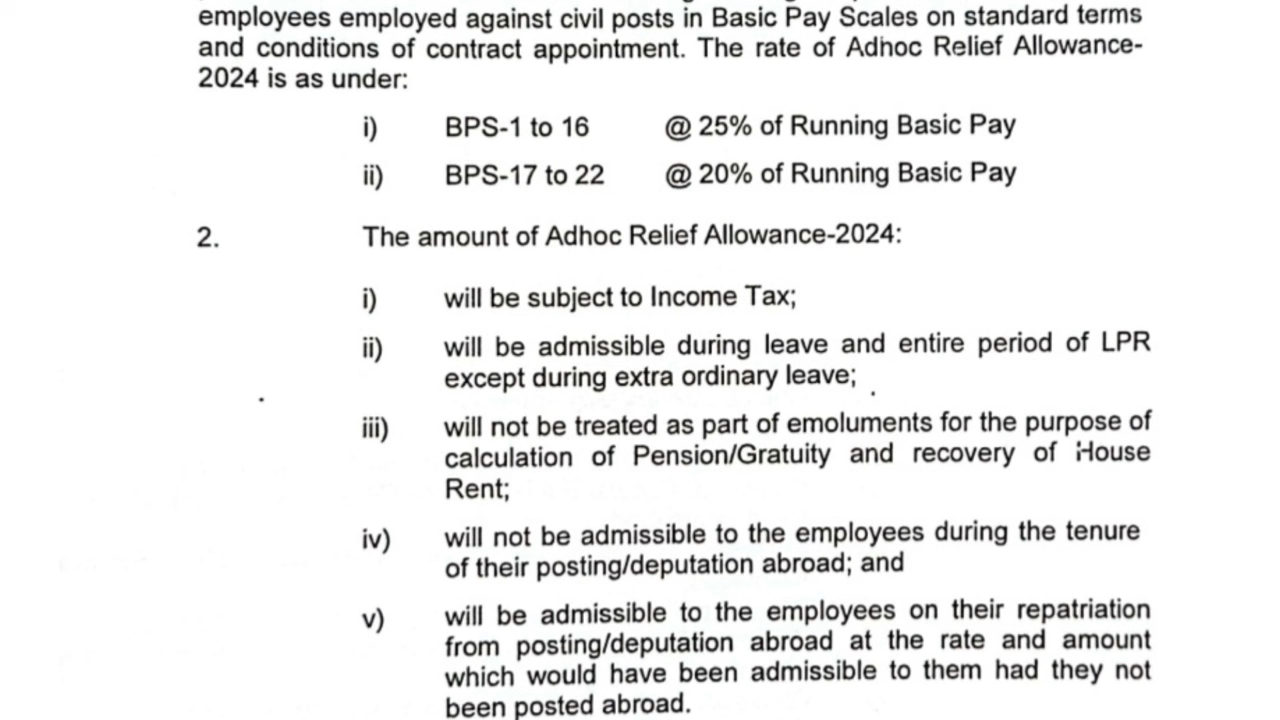 employees employed against civil posts in Basic Pay Scales on standard terms
and conditions of contract appointment. The rate of Adhoc Relief Allowance-
2024 is as under:
i) BPS-1 to 16 @ 25% of Running Basic Pay
ii) BPS-17 to 22 @ 20% of Running Basic Pay
2. The amount of Adhoc Relief Allowance-2024:
i) will be subject to Income Tax;
ii) will be admissible during leave and entire period of LPR
except during extra ordinary leave;
iii) will not be treated as part of emoluments for the purpose of
calculation of Pension/Gratuity and recovery of House
Rent;
iv) will not be admissible to the employees during the tenure
of their posting/deputation abroad; and
v) will be admissible to the employees on their repatriation
from posting/deputation abroad at the rate and amount
which would have been admissible to them had they not
been posted abroad.